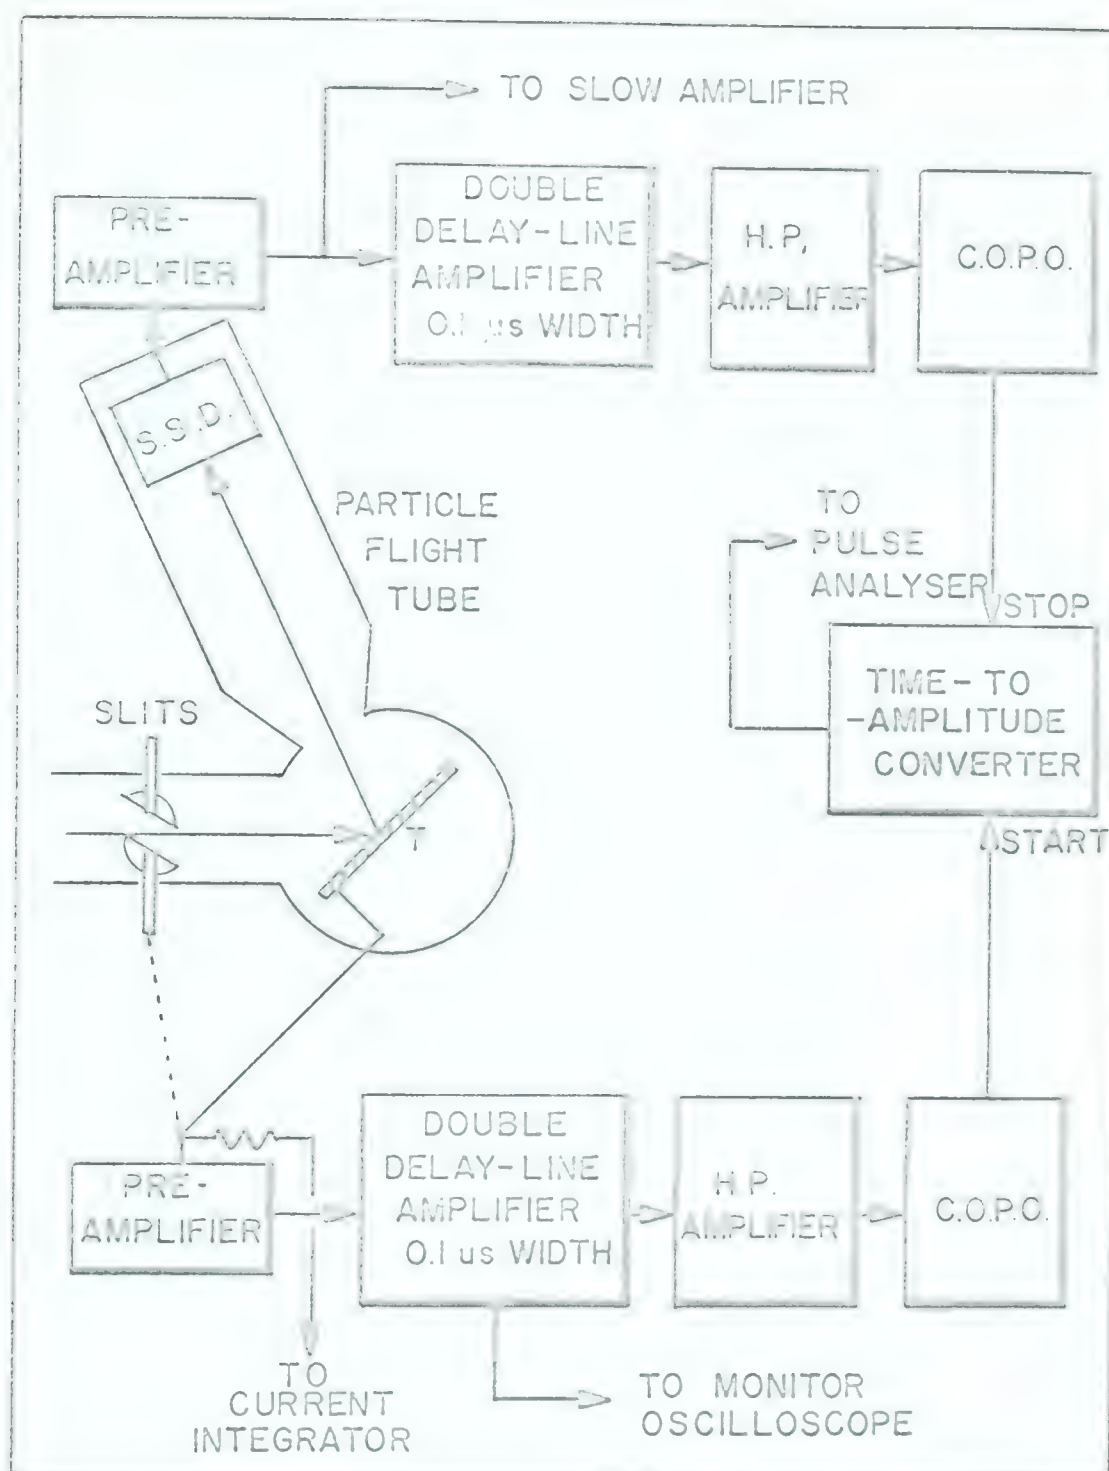 TO SLOW AMPLIFIER
PRE-
AMPLIFIER
DOUBLE
DELAY-LINE
AMPLIFIER
0.1 µs WIDTH
H.P.
AMPLIFIER
C.O.P.O.
S.S.D.
PARTICLE
FLIGHT
TUBE
TO
PULSE
ANALYSER
STOP
TIME-TO
-AMPLITUDE
CONVERTER
START
SLITS
T
PRE-
AMPLIFIER
DOUBLE
DELAY-LINE
AMPLIFIER
0.1 us WIDTH
H.P.
AMPLIFIER
C.O.P.O.
TO
CURRENT
INTEGRATOR
TO MONITOR
OSCILLOSCOPE